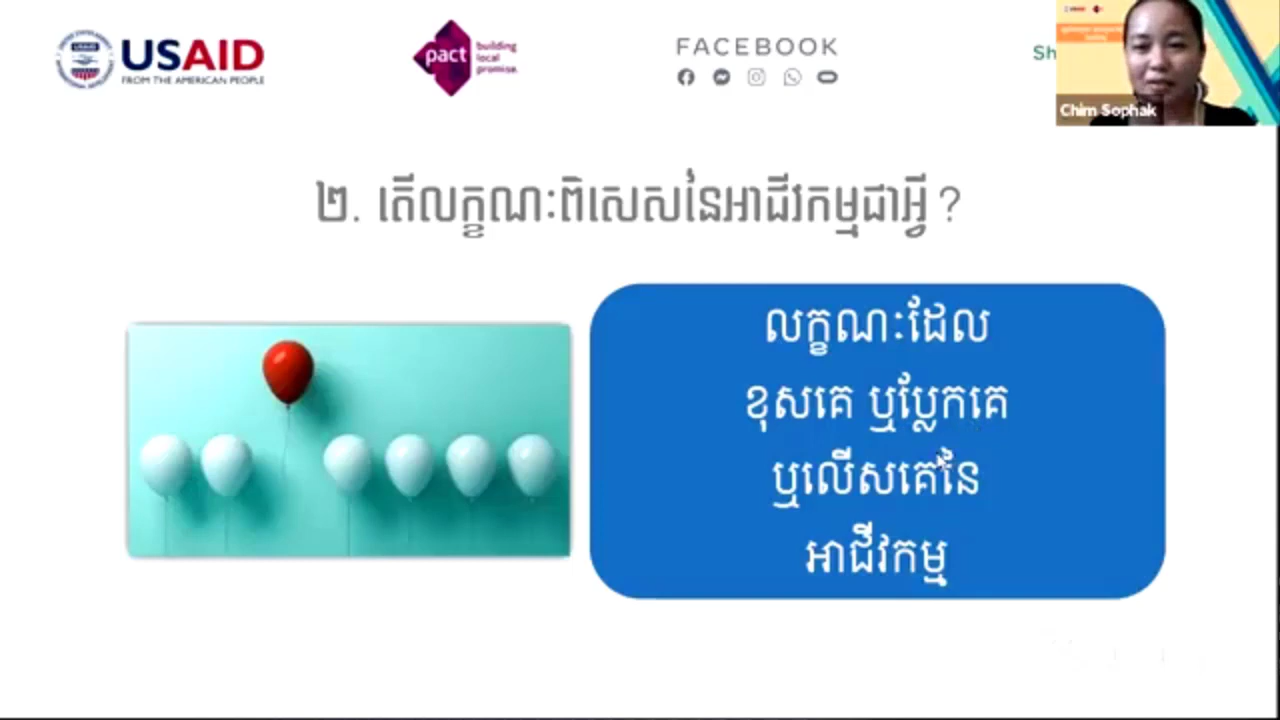 USAID
FROM THE AMERICAN PEOPLE
pact
building
local
promise.
FACEBOOK
Sh
Chim Sophak
២. តើលក្ខណៈពិសេសនៃអាជីវកម្មជាអ្វី ?
លក្ខណៈដែល
ខុសគេ ឬប្លែកគេ
ឬលើសគេនៃ
អាជីវកម្ម